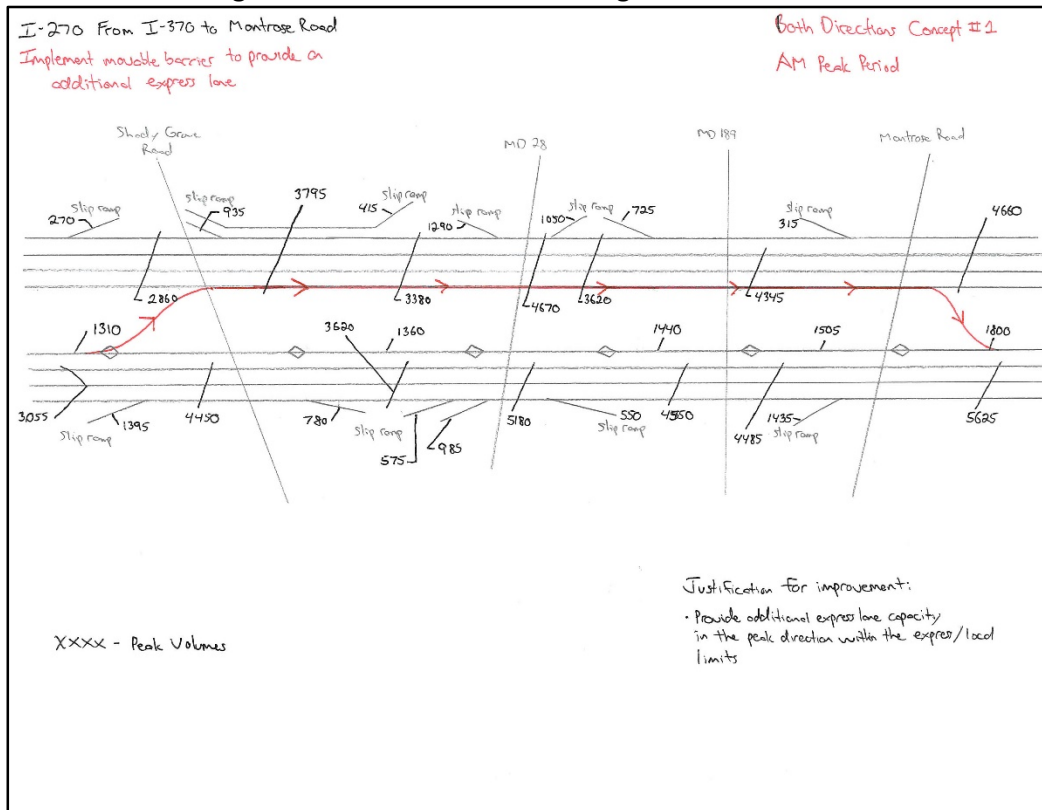 I-270 From I-370 to Montrose Road
Implement movable barrier to provide an
additional express lane
Both Directions Concept #1
AM Peak Period
Shady Grove
Road
MD 28
MD 189
Montrose Road
270
slip ramp
slip ramp
935
3795
415
slip ramp
1290
slip ramp
1050
slip ramp
725
315
slip ramp
4660
2860
3380
4670
3620
4345
1310
3620
1360
1440
1505
1800
3055
slip ramp
1395
4450
780
slip ramp
575
985
5180
550
slip ramp
4550
4485
1435
slip ramp
5625
XXXX - Peak Volumes
Justification for improvement:
· Provide additional express lane capacity
in the peak direction within the expres/local
limits